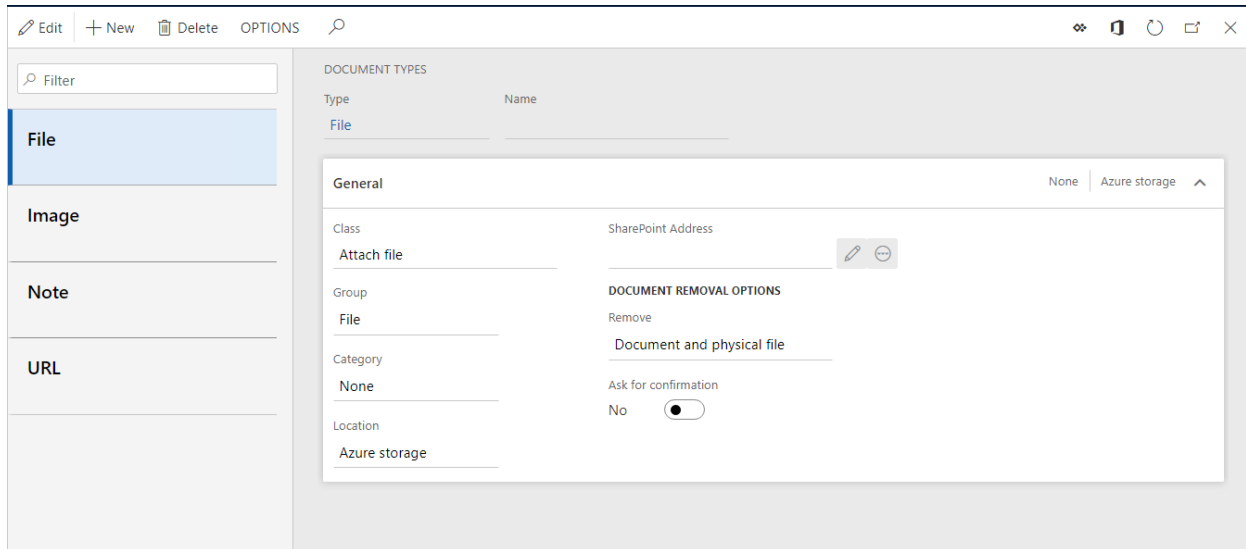 Edit New Delete OPTIONS
Filter
File
Image
Note
URL
DOCUMENT TYPES
Type Name
File
General None Azure storage
Class SharePoint Address
Attach file
Group DOCUMENT REMOVAL OPTIONS
File Remove
Document and physical file
Category Ask for confirmation
None No
Location
Azure storage